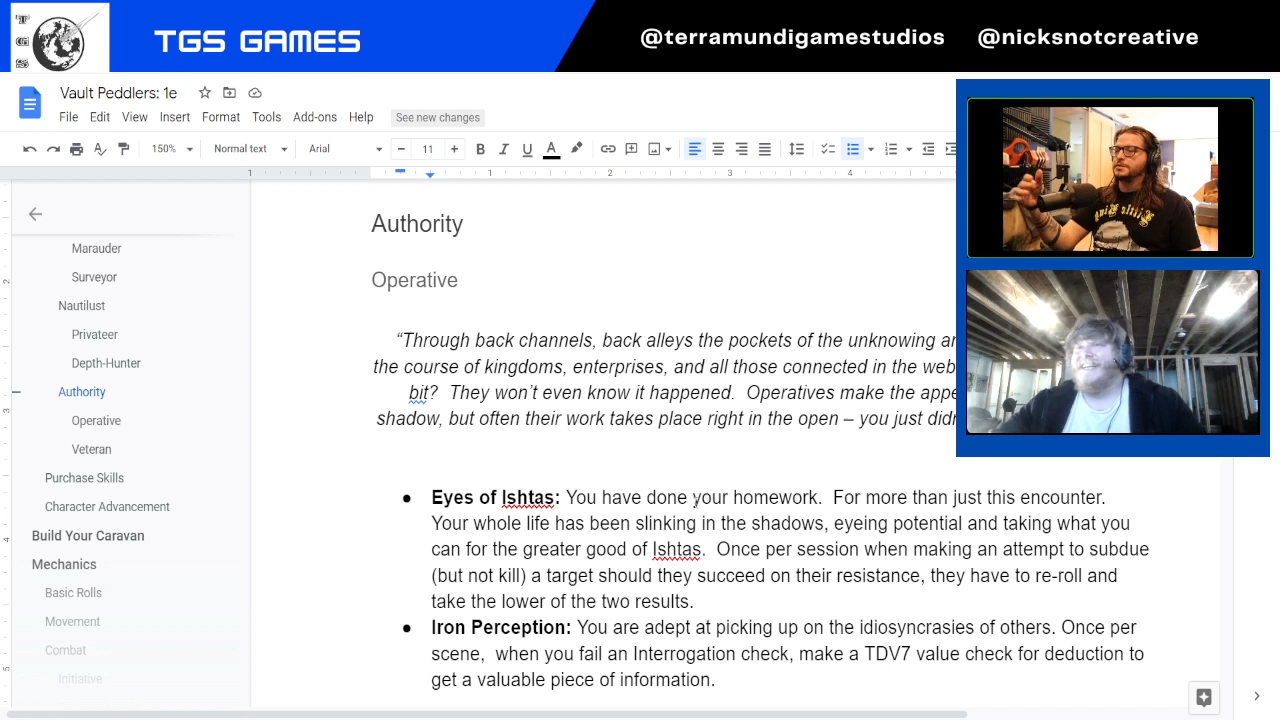 T
G
S
TGS GAMES
@terramundigamestudios @nicksnotcreative
Vault Peddlers: 1e
File Edit View Insert Format Tools Add-ons Help See new changes
150% Normal text Arial 11 B I U A
1 1 2 3 4
Marauder
Surveyor
Nautilust
Privateer
Depth-Hunter
Authority
Operative
Veteran
Purchase Skills
Character Advancement
Build Your Caravan
Mechanics
Basic Rolls
Movement
Combat
Initiative
2
3
4
5
Authority
Operative
“Through back channels, back alleys the pockets of the unknowing
the course of kingdoms, enterprises, and all those connected in the web
bit?  They won’t even know it happened.  Operatives make the
shadow, but often their work takes place right in the open – you just
● Eyes of Ishtas: You have done your homework.  For more than just this encounter.
Your whole life has been slinking in the shadows, eyeing potential and taking what you
can for the greater good of Ishtas.  Once per session when making an attempt to subdue
(but not kill) a target should they succeed on their resistance, they have to re-roll and
take the lower of the two results.
● Iron Perception: You are adept at picking up on the idiosyncrasies of others. Once per
scene,  when you fail an Interrogation check, make a TDV7 value check for deduction to
get a valuable piece of information.